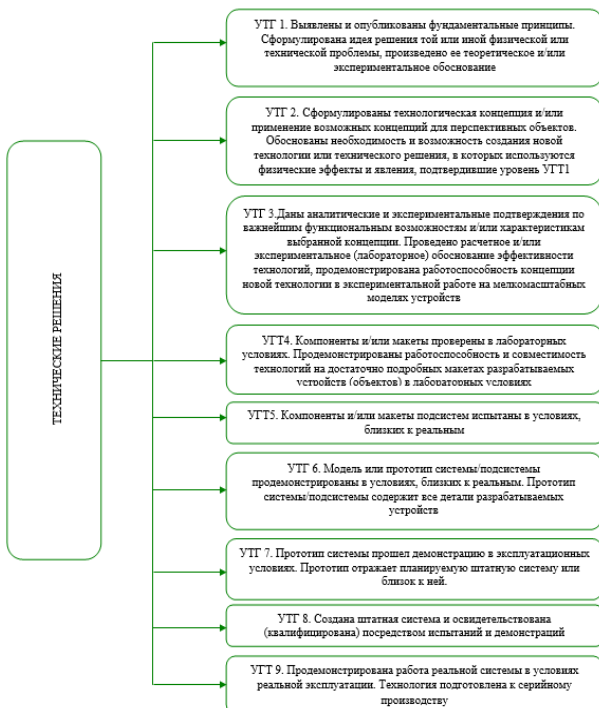 ТЕХНИЧЕСКИЕ РЕШЕНИЯ
УТГ 1. Выявлены и опубликованы фундаментальные принципы.
Сформулирована идея решения той или иной физической или
технической проблемы, произведено ее теоретическое и/или
экспериментальное обоснование
УТГ 2. Сформулированы технологическая концепция и/или
применение возможных концепций для перспективных объектов.
Обоснованы необходимость и возможность создания новой
технологии или технического решения, в которых используются
физические эффекты и явления, подтвердившие уровень УГТ1
УТГ 3.Даны аналитические и экспериментальные подтверждения по
важнейшим функциональным возможностям и/или характеристикам
выбранной концепции. Проведено расчетное и/или
экспериментальное (лабораторное) обоснование эффективности
технологий, продемонстрирована работоспособность концепции
новой технологии в экспериментальной работе на мелкомасштабных
моделях устройств
УГТ4. Компоненты и/или макеты проверены в лабораторных
условиях. Продемонстрированы работоспособность и совместимость
технологий на достаточно подробных макетах разрабатываемых
устройств (объектов) в лабораторных условиях
УГТ5. Компоненты и/или макеты подсистем испытаны в условиях,
близких к реальным
УТГ 6. Модель или прототип системы/подсистемы
продемонстрированы в условиях, близких к реальным. Прототип
системы/подсистемы содержит все детали разрабатываемых
устройств
УТГ 7. Прототип системы прошел демонстрацию в эксплуатационных
условиях. Прототип отражает планируемую штатную систему или
близок к ней.
УТГ 8. Создана штатная система и освидетельствована
(квалифицирована) посредством испытаний и демонстраций
УГТ 9. Продемонстрирована работа реальной системы в условиях
реальной эксплуатации. Технология подготовлена к серийному
производству